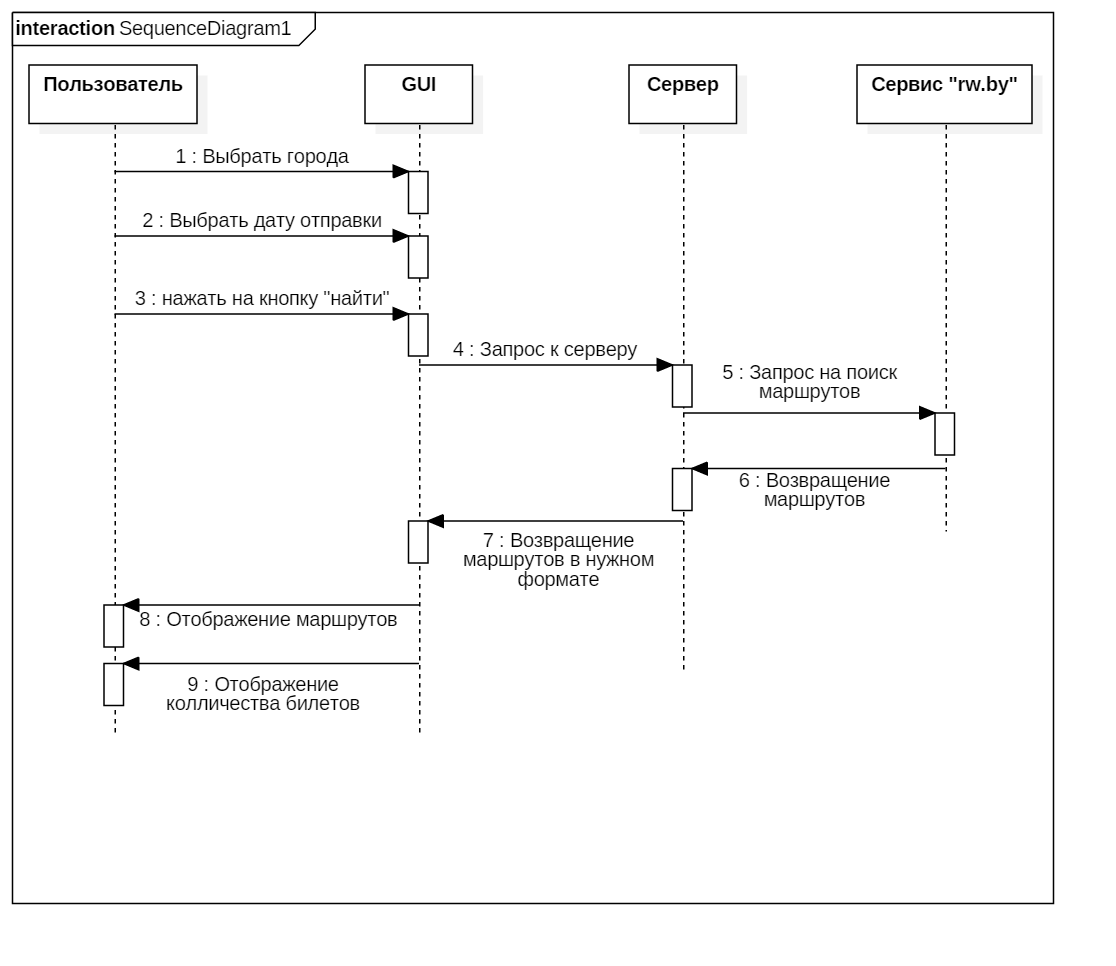 interaction SequenceDiagram1
Пользователь
GUI
Сервер
Сервис "rw.by"
1 : Выбрать города
2 : Выбрать дату отправки
3 : нажать на кнопку "найти"
4 : Запрос к серверу
5 : Запрос на поиск
маршрутов
6 : Возвращение
маршрутов
7 : Возвращение
маршрутов в нужном
формате
8 : Отображение маршрутов
9 : Отображение
колличества билетов